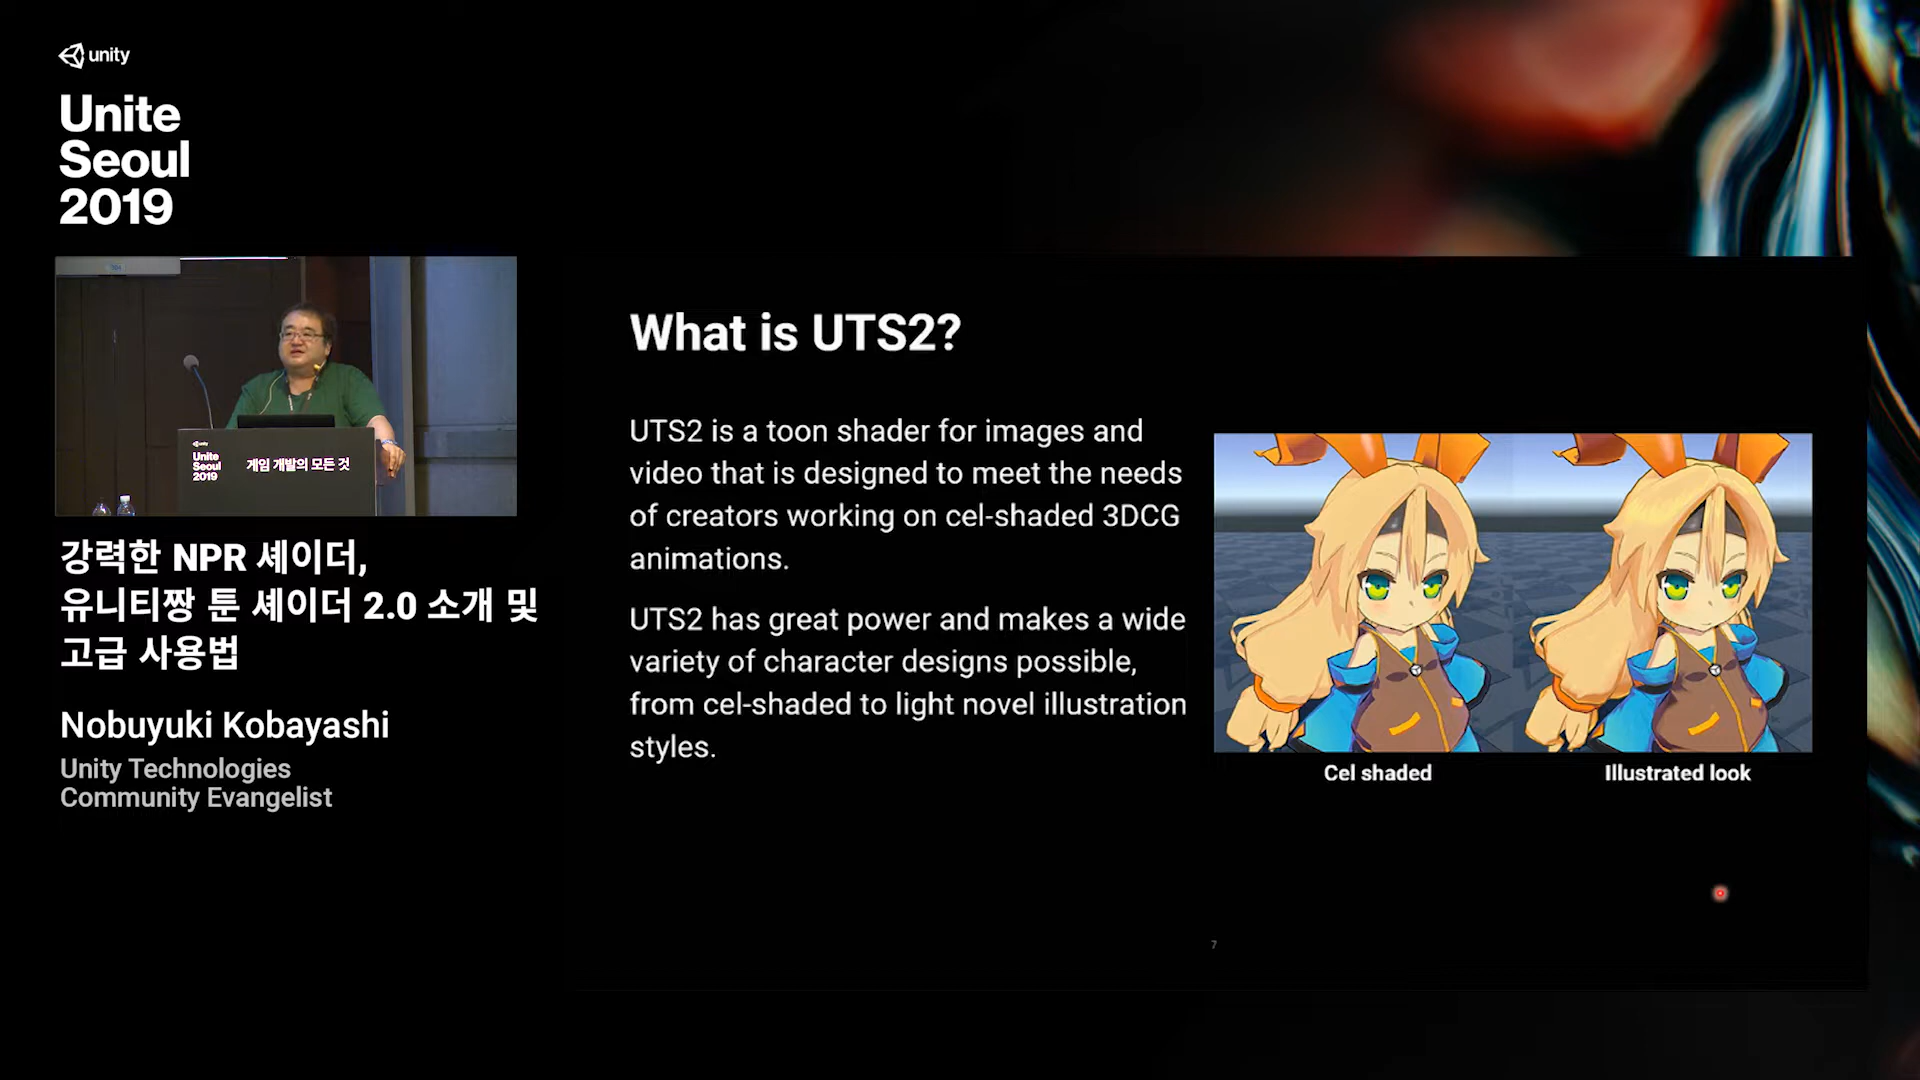 unity
Unite
Seoul
2019
unity
Unite
Seoul
2019
게임 개발의 모든 것
강력한 NPR 셰이더,
유니티짱 툰 셰이더 2.0 소개 및
고급 사용법
Nobuyuki Kobayashi
Unity Technologies
Community Evangelist
What is UTS2?
UTS2 is a toon shader for images and
video that is designed to meet the needs
of creators working on cel-shaded 3DCG
animations.
UTS2 has great power and makes a wide
variety of character designs possible,
from cel-shaded to light novel illustration
styles.
Cel shaded
Illustrated look
7